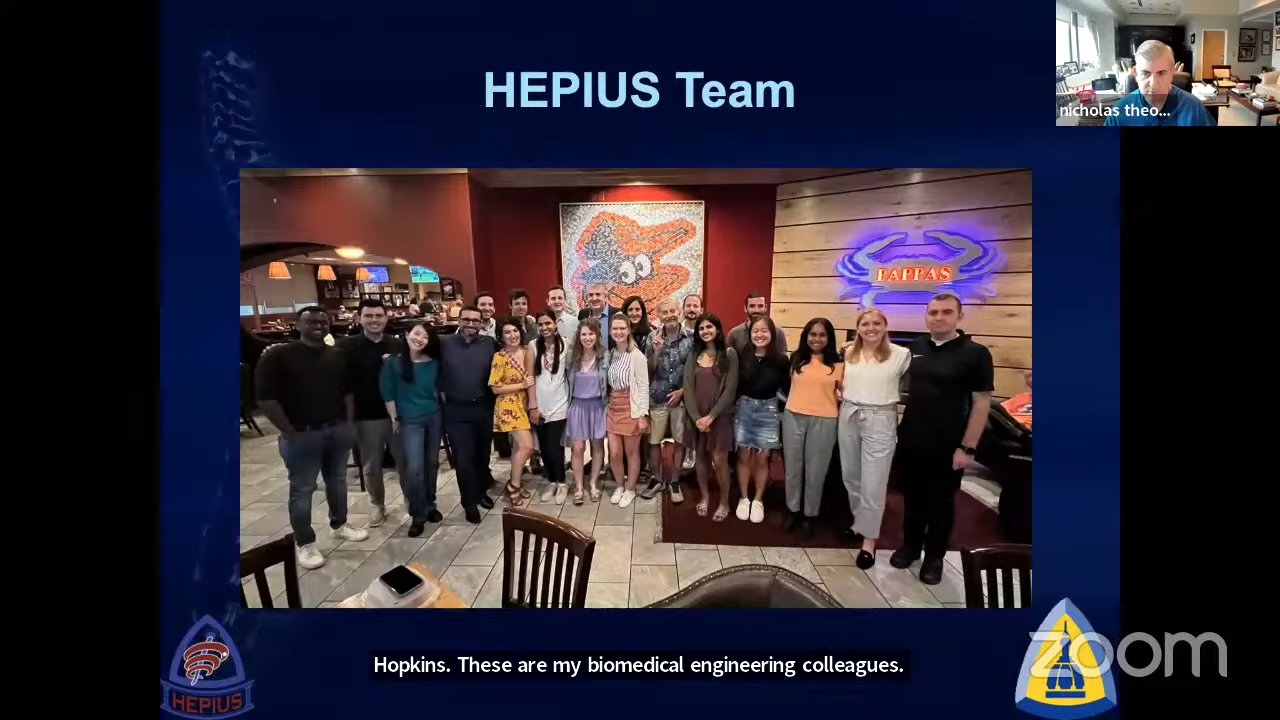 HEPIUS Team
nicholas theo...
PAPPAS
Hopkins. These are my biomedical engineering colleagues.
HEPIUS
zoom